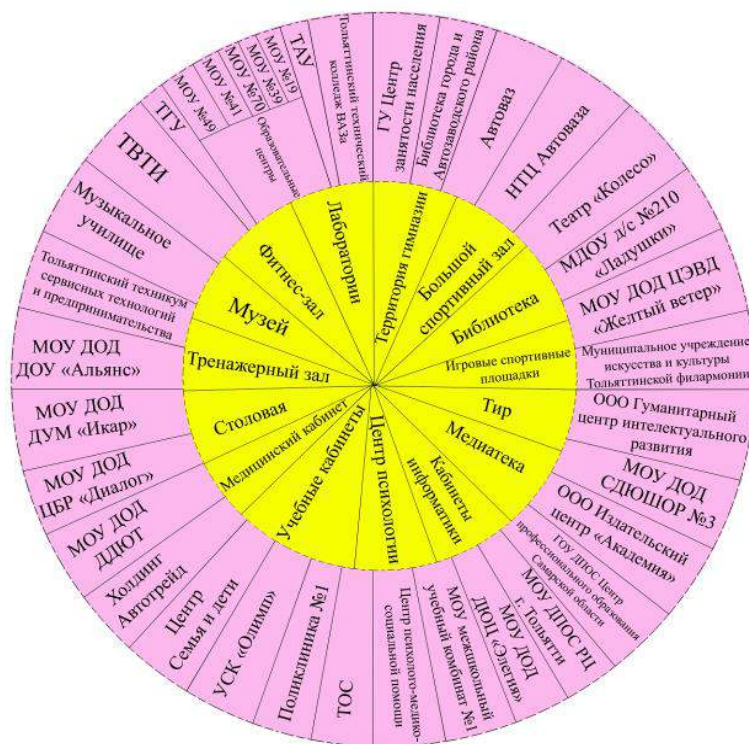 ГУ Центр
занятости населения
Библиотека города и
Автозаводского района
Автоваз
НТЦ Автоваза
Театр «Колесо»
МДОУ д/с №210
«Ладушки»
МОУ ДОД ЦЭВД
«Желтый ветер»
Муниципальное учреждение
искусства и культуры
Тольяттинской филармонии
ООО Гуманитарный
центр интелектуального
развития
МОУ ДОД
СДЮШОР №3
ООО Издательский
центр «Академия»
ГОУ ДПОС Центр
профессионального образования
Самарской области
МОУ ДПОС РЦ
г. Тольятти
МОУ ДОД
ДЮЦ «Элегия»
МОУ межшкольный
учебный комбинат №1
Центр психолого-медико-
социальной помощи
ТОС
Поликлиника №1
УСК «Олимп»
Центр
Семья и дети
Холдинг
Автотрейд
МОУ ДОД
ДДЮТ
МОУ ДОД
ЦБР «Диалог»
МОУ ДОД
ДУМ «Икар»
МОУ ДОД
ДОУ «Альянс»
Тольяттинский техникум
сервисных технологий
и предпринимательства
Музыкальное
училище
ТВТИ
ТГУ
МОУ №49
МОУ №41
МОУ №70
МОУ №39
МОУ №19
Образовательные
центры
ТАУ
Тольяттинский технический
колледж ВАЗа
Территория гимназии
Большой
спортивный зал
Библиотека
Игровые спортивные
площадки
Тир
Медиатека
Кабинеты
информатики
Центр психологии
Учебные кабинеты
Медицинский кабинет
Столовая
Тренажерный зал
Музей
Фитнес-зал
Лаборатории